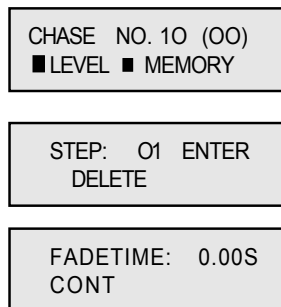 CHASE NO. 1O (OO)
■ LEVEL ■ MEMORY
STEP: O1 ENTER
DELETE
FADETIME: 0.00S
CONT